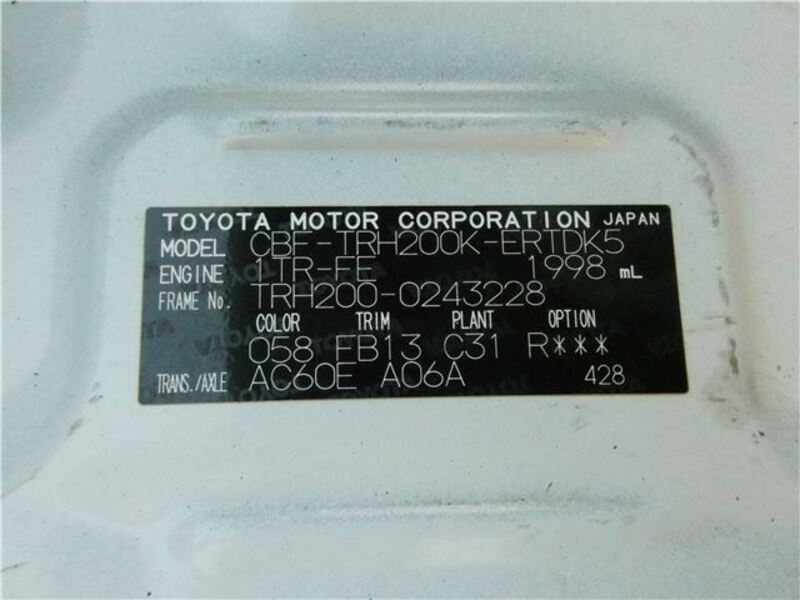 TOYOTA MOTOR CORPORATION JAPAN
MODEL CBF-TRH200K-ERTDK5
ENGINE 1TR-FE 1998 mL
FRAME No. TRH200-0243228
COLOR TRIM PLANT OPTION
058 FB13 C31 R***
TRANS./AXLE AC60E A06A 428